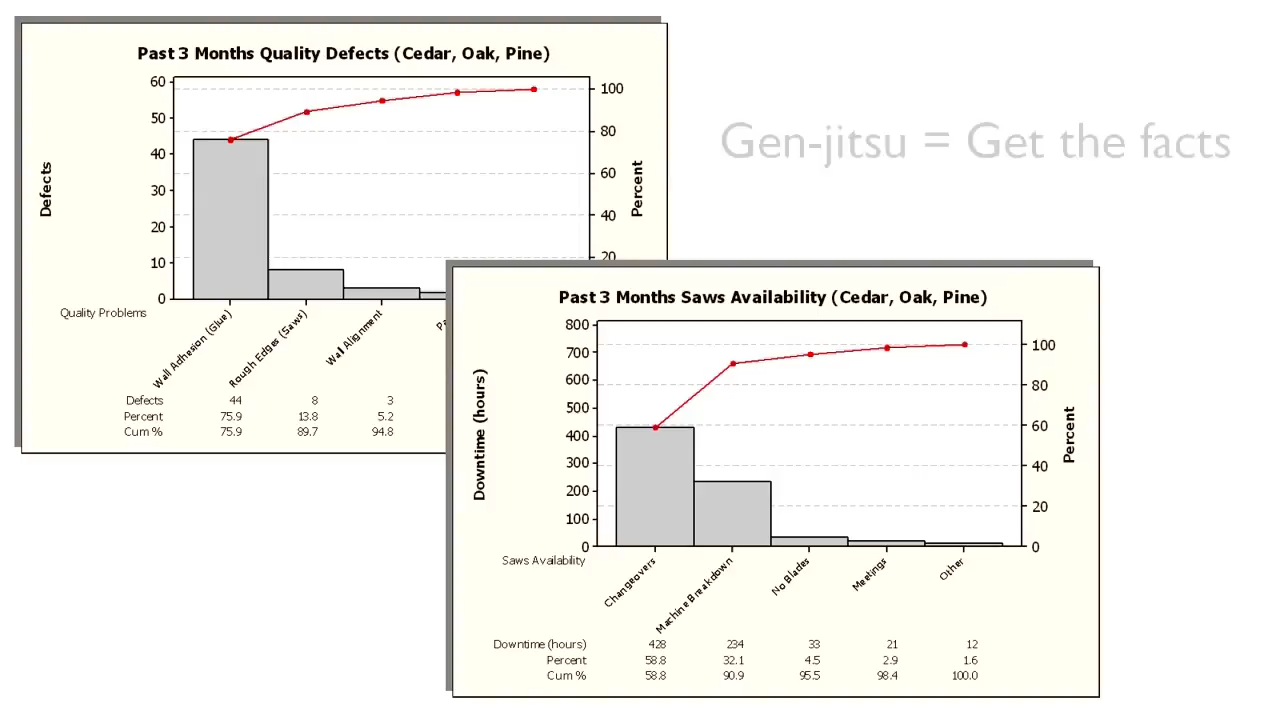 Past 3 Months Quality Defects (Cedar, Oak, Pine)
60
50
40
30
20
10
0
Defects
100
80
60
40
20
Percent
Quality Problems
Wall Adhesion (Glue)
Rough Edges (Saws)
Wall Alignment
Defects 44 8 3
Percent 75.9 13.8 5.2
Cum % 75.9 89.7 94.8
Gen-jitsu = Get the facts
Past 3 Months Saws Availability (Cedar, Oak, Pine)
800
700
600
500
400
300
200
100
0
Downtime (hours)
100
80
60
40
20
0
Percent
Saws Availability
Changeovers
Machine Breakdown
No Blades
Meetings
Other
Downtime (hours) 428 234 33 21 12
Percent 58.8 32.1 4.5 2.9 1.6
Cum % 58.8 90.9 95.5 98.4 100.0